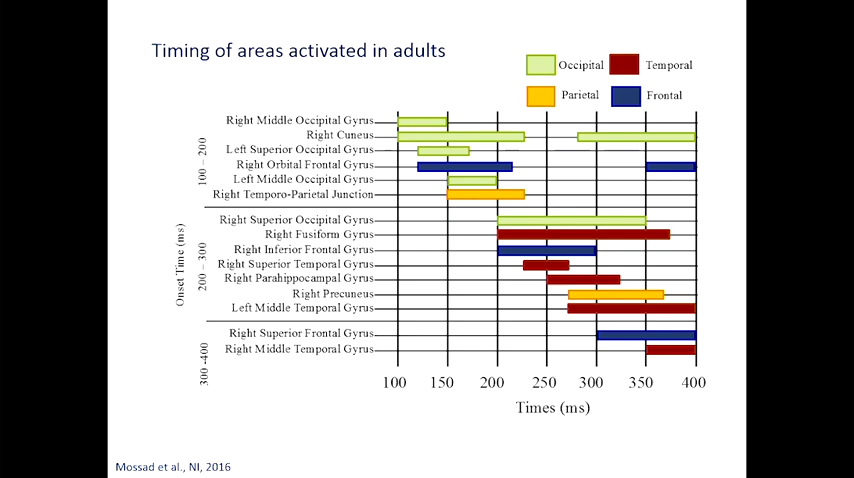 Timing of areas activated in adults
Occipital
Temporal
Parietal
Frontal
Onset Time (ms)
100 – 200
Right Middle Occipital Gyrus
Right Cuneus
Left Superior Occipital Gyrus
Right Orbital Frontal Gyrus
Left Middle Occipital Gyrus
Right Temporo-Parietal Junction
200 – 300
Right Superior Occipital Gyrus
Right Fusiform Gyrus
Right Inferior Frontal Gyrus
Right Superior Temporal Gyrus
Right Parahippocampal Gyrus
Right Precuneus
Left Middle Temporal Gyrus
300 -400
Right Superior Frontal Gyrus
Right Middle Temporal Gyrus
100 150 200 250 300 350 400
Times (ms)
Mossad et al., NI, 2016